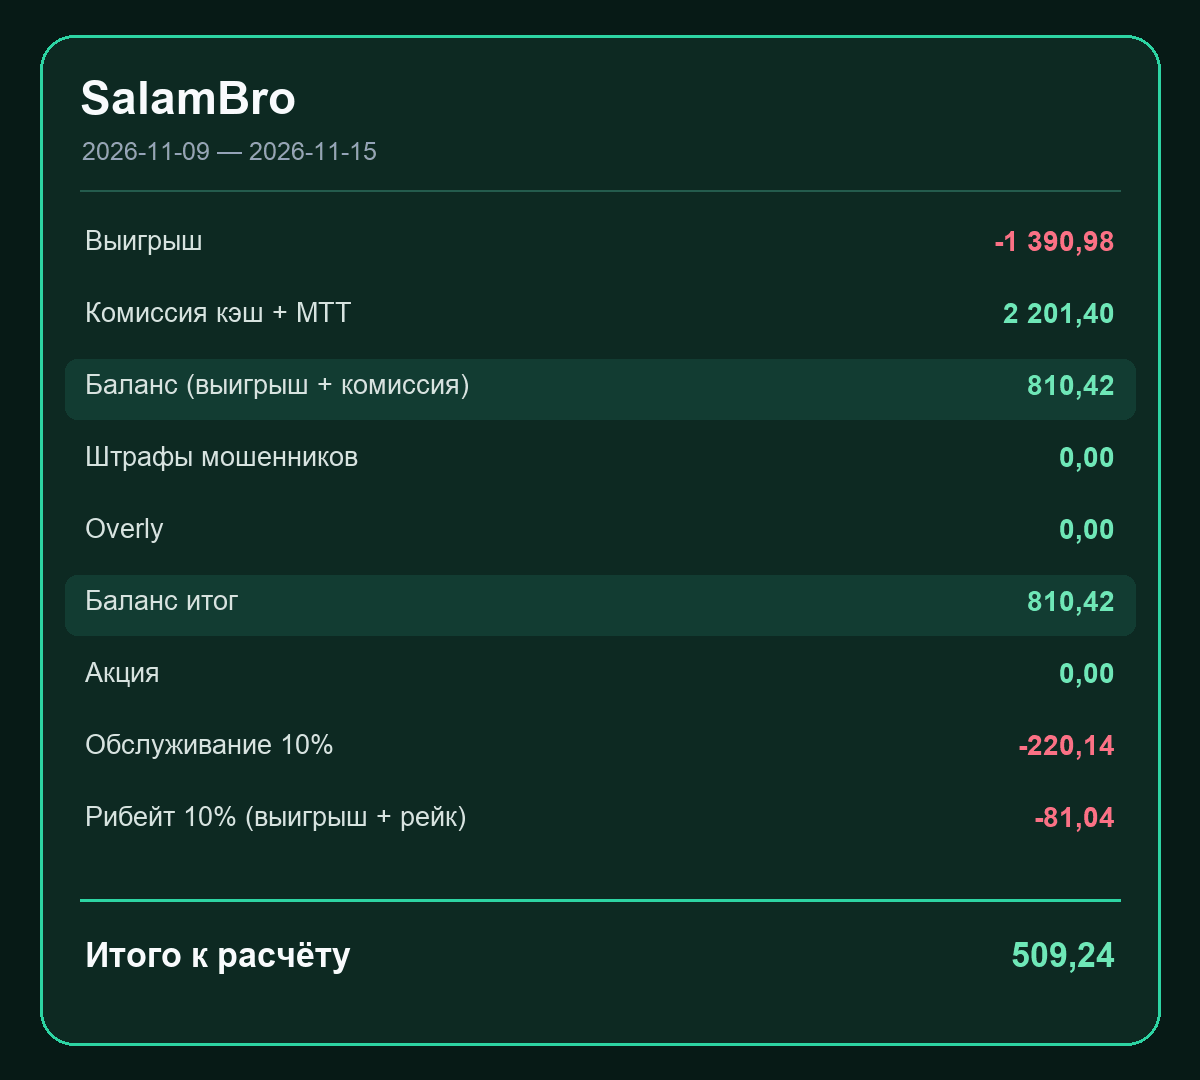 SalamBro
2026-11-09 — 2026-11-15
Выигрыш -1 390,98
Комиссия кэш + МТТ 2 201,40
Баланс (выигрыш + комиссия) 810,42
Штрафы мошенников 0,00
Overly 0,00
Баланс итог 810,42
Акция 0,00
Обслуживание 10% -220,14
Рибейт 10% (выигрыш + рейк) -81,04
Итого к расчёту 509,24